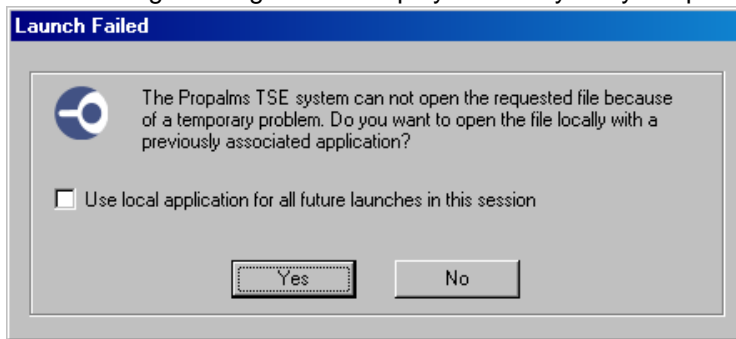 Launch Failed
The Propalms TSE system can not open the requested file because
of a temporary problem. Do you want to open the file locally with a
previously associated application?
Use local application for all future launches in this session
Yes
No